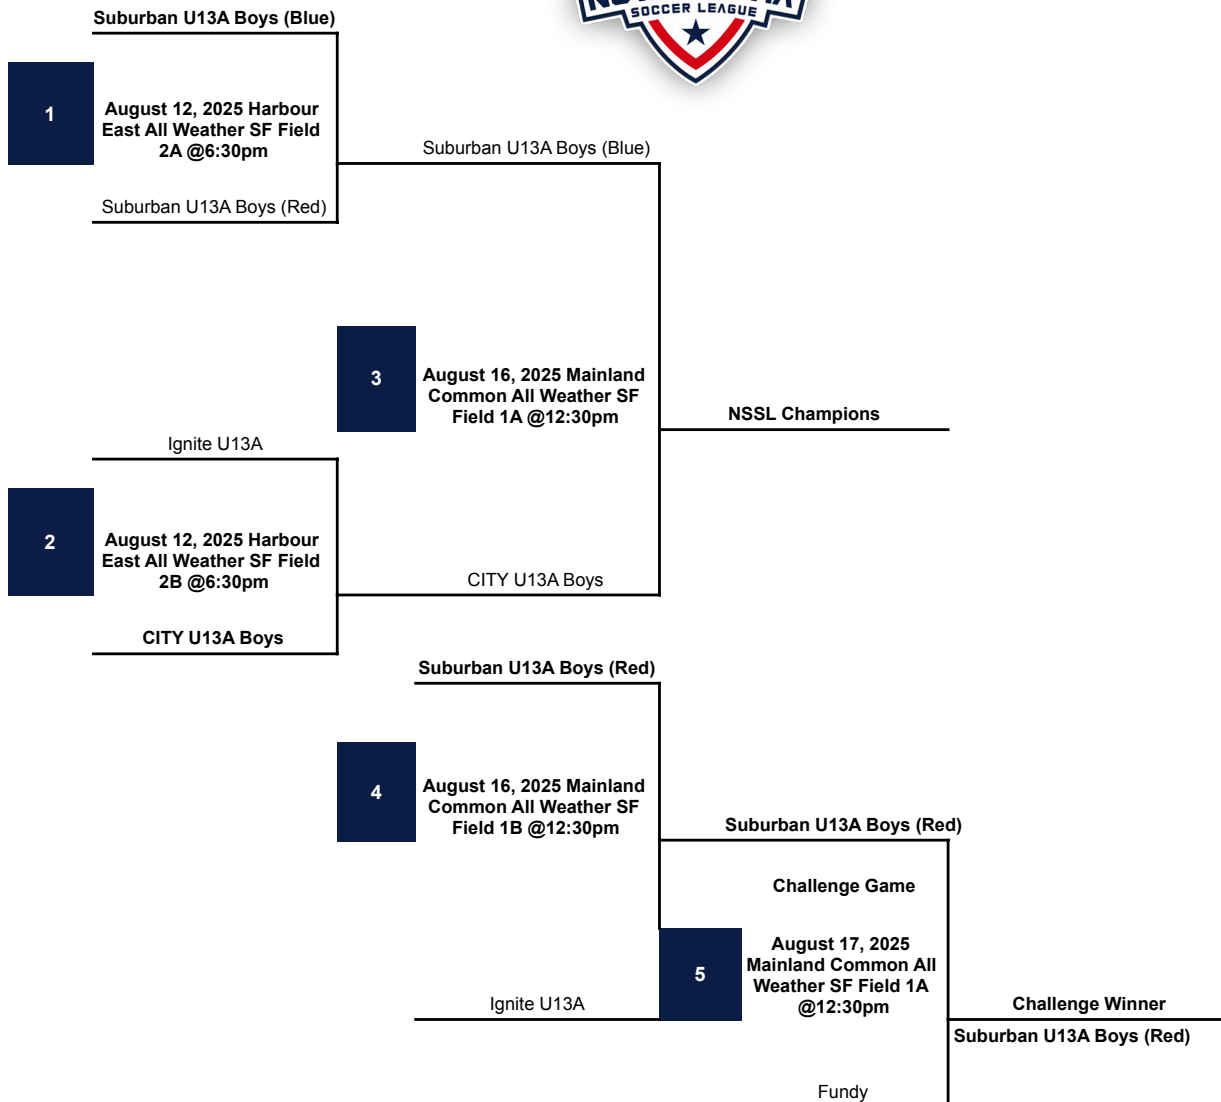 SOCCER LEAGUE
Suburban U13A Boys (Blue)
1
August 12, 2025 Harbour
East All Weather SF Field
2A @6:30pm
Suburban U13A Boys (Blue)
Suburban U13A Boys (Red)
3
August 16, 2025 Mainland
Common All Weather SF
Field 1A @12:30pm
NSSL Champions
Ignite U13A
2
August 12, 2025 Harbour
East All Weather SF Field
2B @6:30pm
CITY U13A Boys
CITY U13A Boys
Suburban U13A Boys (Red)
4
August 16, 2025 Mainland
Common All Weather SF
Field 1B @12:30pm
Suburban U13A Boys (Red)
Challenge Game
5
August 17, 2025
Mainland Common All
Weather SF Field 1A
@12:30pm
Ignite U13A
Challenge Winner
Suburban U13A Boys (Red)
Fundy